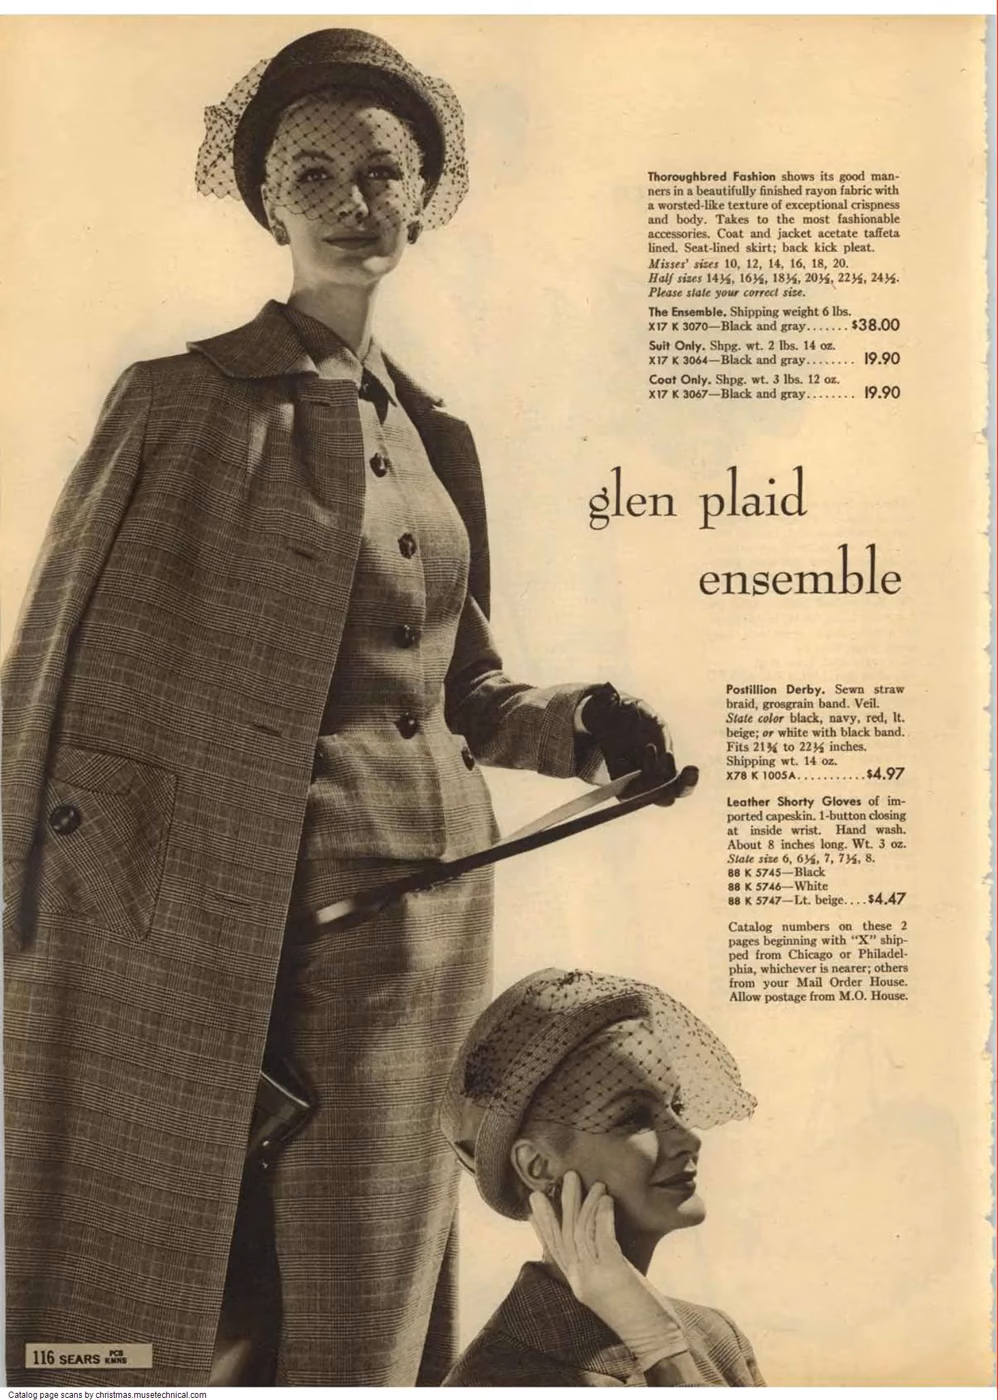 Thoroughbred Fashion shows its good man-
ners in a beautifully finished rayon fabric with
a worsted-like texture of exceptional crispness
and body. Takes to the most fashionable
accessories. Coat and jacket acetate taffeta
lined. Seat-lined skirt; back kick pleat.
Misses' sizes 10, 12, 14, 16, 18, 20.
Half sizes 14½, 16½, 18½, 20½, 22½, 24½.
Please state your correct size.
The Ensemble. Shipping weight 6 lbs.
X17 K 3070—Black and gray.......$38.00
Suit Only. Shpg. wt. 2 lbs. 14 oz.
X17 K 3064—Black and gray........ 19.90
Coat Only. Shpg. wt. 3 lbs. 12 oz.
X17 K 3067—Black and gray........ 19.90
glen plaid
ensemble
Postillion Derby. Sewn straw
braid, grosgrain band. Veil.
State color black, navy, red, lt.
beige; or white with black band.
Fits 21¾ to 22½ inches.
Shipping wt. 14 oz.
X78 K 1005A...........$4.97
Leather Shorty Gloves of im-
ported capeskin. 1-button closing
at inside wrist. Hand wash.
About 8 inches long. Wt. 3 oz.
State size 6, 6½, 7, 7½, 8.
88 K 5745—Black
88 K 5746—White
88 K 5747—Lt. beige....$4.47
Catalog numbers on these 2
pages beginning with "X" ship-
ped from Chicago or Philadel-
phia, whichever is nearer; others
from your Mail Order House.
Allow postage from M.O. House.
116 SEARS PCB KMNS
Catalog page scans by christmas.musetechnical.com